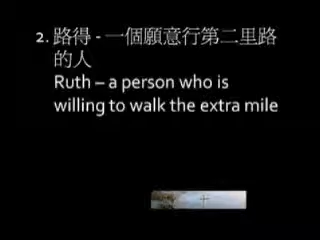 2. 路得 - 一個願意行第二里路
的人
Ruth – a person who is
willing to walk the extra mile